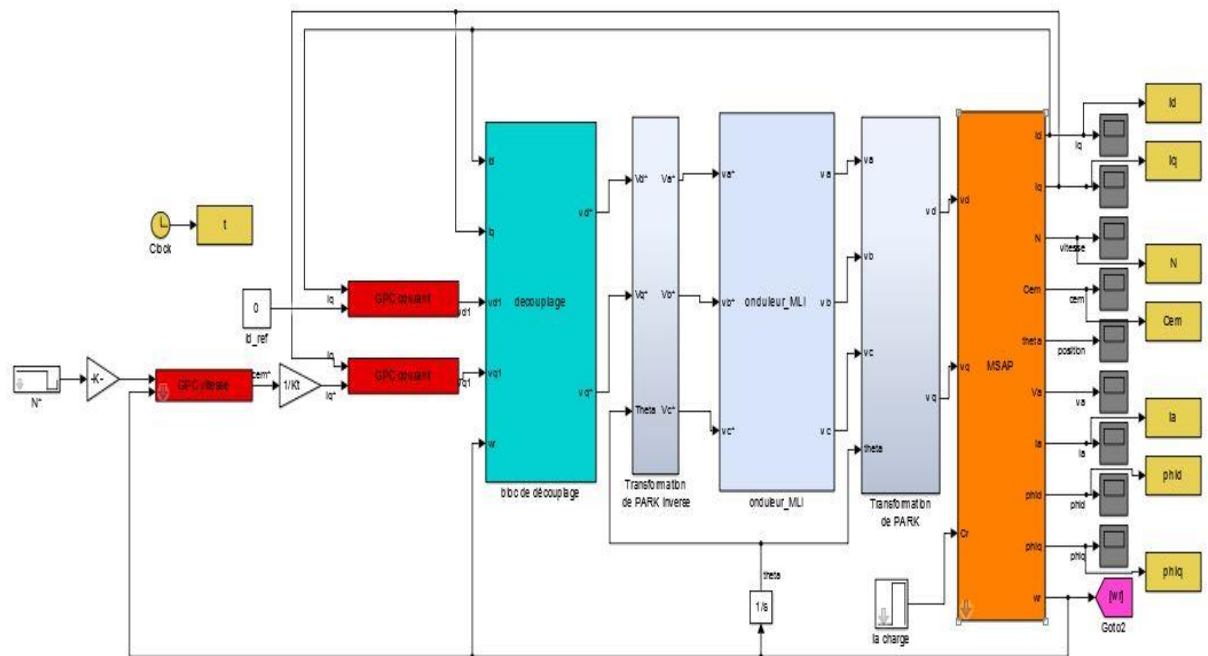 Clock
t
0
Id_ref
N*
-K-
GPC vitesse
cem*
1/Kt
Iq*
Iq
GPC courant
vd1
Iq
GPC courant
vq1
Id
Iq
decouplage
vd*
vq*
wr
bloc de découplage
Vd*
Va*
Vq*
Vb*
Theta
Vc*
Transformation
de PARK Inverse
va*
va
vb*
onduleur_MLI
vb
vc
vc*
vc
onduleur_MLI
va
vb
vd
vc
vq
theta
Transformation
de PARK
theta
1/s
la charge
vd
vq
Cr
MSAP
Id
Iq
N
Cem
theta
Va
Ia
phid
phiq
wr
Iq
vitesse
cem
position
va
Ia
phid
phiq
Id
Iq
N
Cem
Ia
phid
phiq
[wr]
Goto2